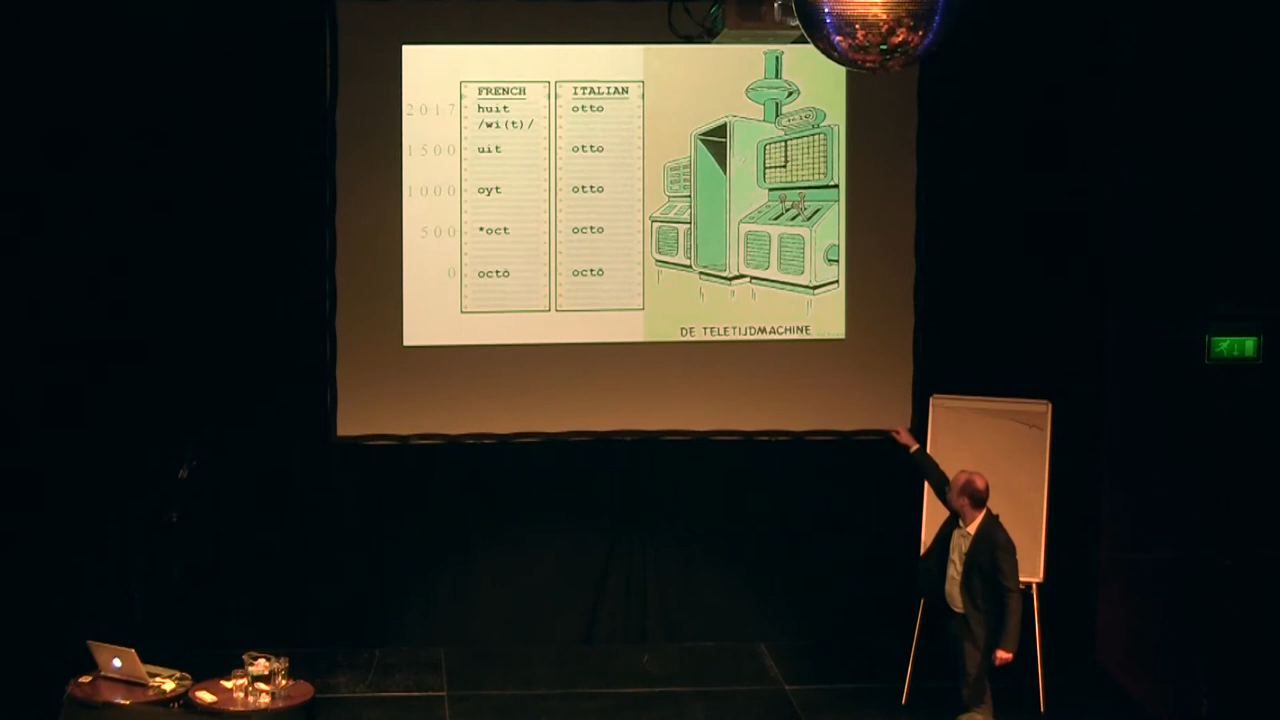 FRENCH ITALIAN
2017 huit otto
/wi(t)/
1500 uit otto
1000 oyt otto
500 *oct octo
0 octō octō
DE TELETIJDMACHINE